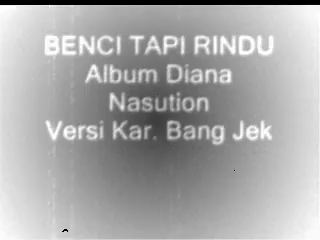 BENCI TAPI RINDU
Album Diana
Nasution
Versi Kar. Bang Jek